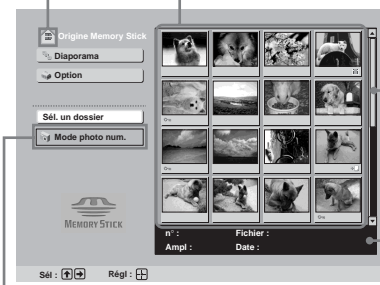 Origine Memory Stick
Diaporama
Option
Sél. un dossier
Mode photo num.
MEMORY STICK
n° : Fichier :
Ampl : Date :
Sél : Régl :